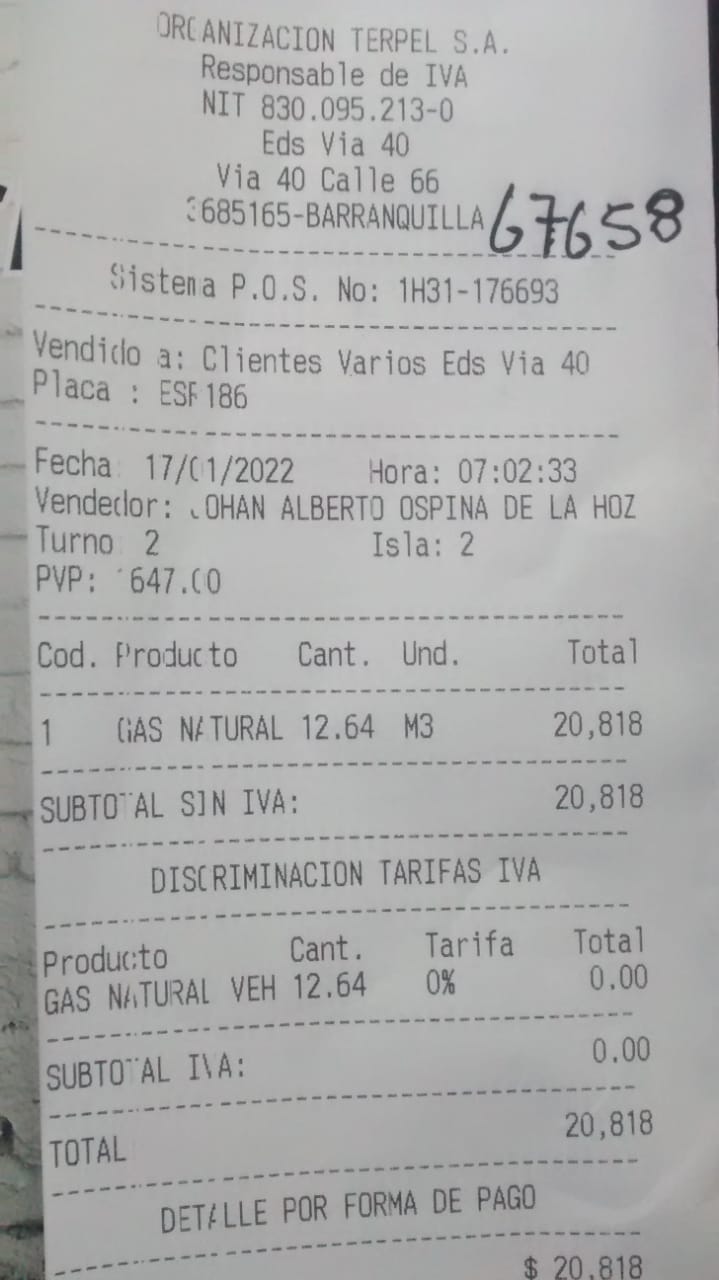 ORGANIZACION TERPEL S.A.
Responsable de IVA
NIT 830.095.213-0
Eds Via 40
Via 40 Calle 66
3685165-BARRANQUILLA 67658
Sistema P.O.S. No: 1H31-176693
Vendido a: Clientes Varios Eds Via 40
Placa :
Fecha 17/01/2022 Hora: 07:02:33
Vendedor: JOHAN ALBERTO OSPINA DE LA HOZ
Turno 2 Isla: 2
PVP: 1647.00
Cod. Producto Cant. Und. Total
1 GAS NATURAL 12.64 M3 20,818
SUBTOTAL SIN IVA: 20,818
DISCRIMINACION TARIFAS IVA
Producto Cant. Tarifa Total
GAS NATURAL VEH 12.64 0% 0.00
SUBTOTAL IVA: 0.00
TOTAL 20,818
DETALLE POR FORMA DE PAGO
$ 20,818